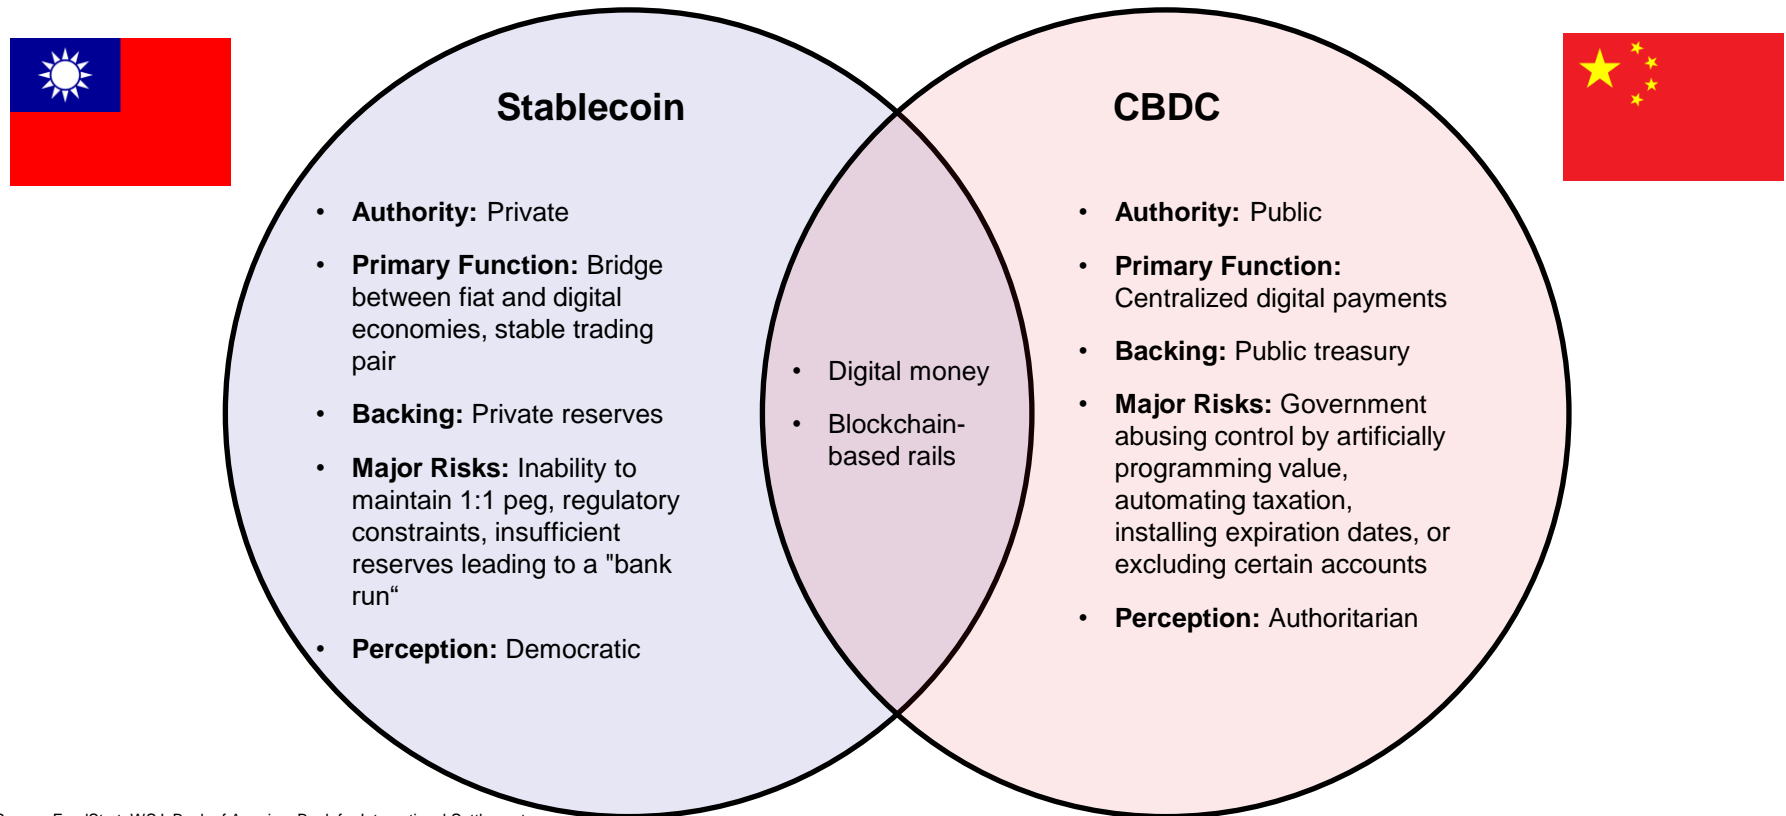 Stablecoin
• Authority: Private
• Primary Function: Bridge
between fiat and digital
economies, stable trading
pair
• Backing: Private reserves
• Major Risks: Inability to
maintain 1:1 peg, regulatory
constraints, insufficient
reserves leading to a "bank
run“
• Perception: Democratic
• Digital money
• Blockchain-
based rails
CBDC
• Authority: Public
• Primary Function:
Centralized digital payments
• Backing: Public treasury
• Major Risks: Government
abusing control by artificially
programming value,
automating taxation,
installing expiration dates, or
excluding certain accounts
• Perception: Authoritarian